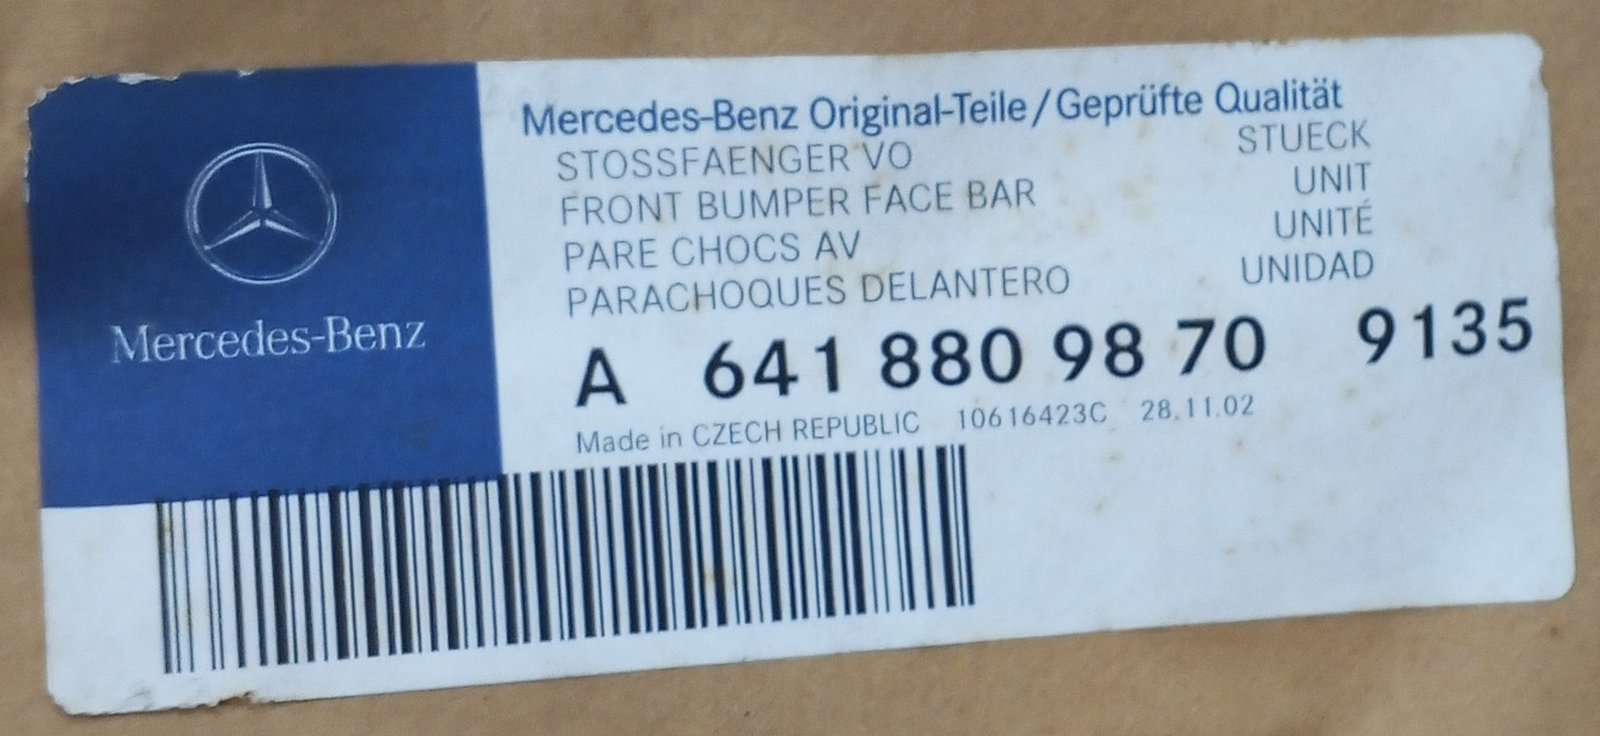 Mercedes-Benz
Mercedes-Benz Original-Teile/Geprüfte Qualität
STOSSFAENGER VO STUECK
FRONT BUMPER FACE BAR UNIT
PARE CHOCS AV UNITÉ
PARACHOQUES DELANTERO UNIDAD
A 641 880 98 70 9135
Made in CZECH REPUBLIC 10616423C 28.11.02